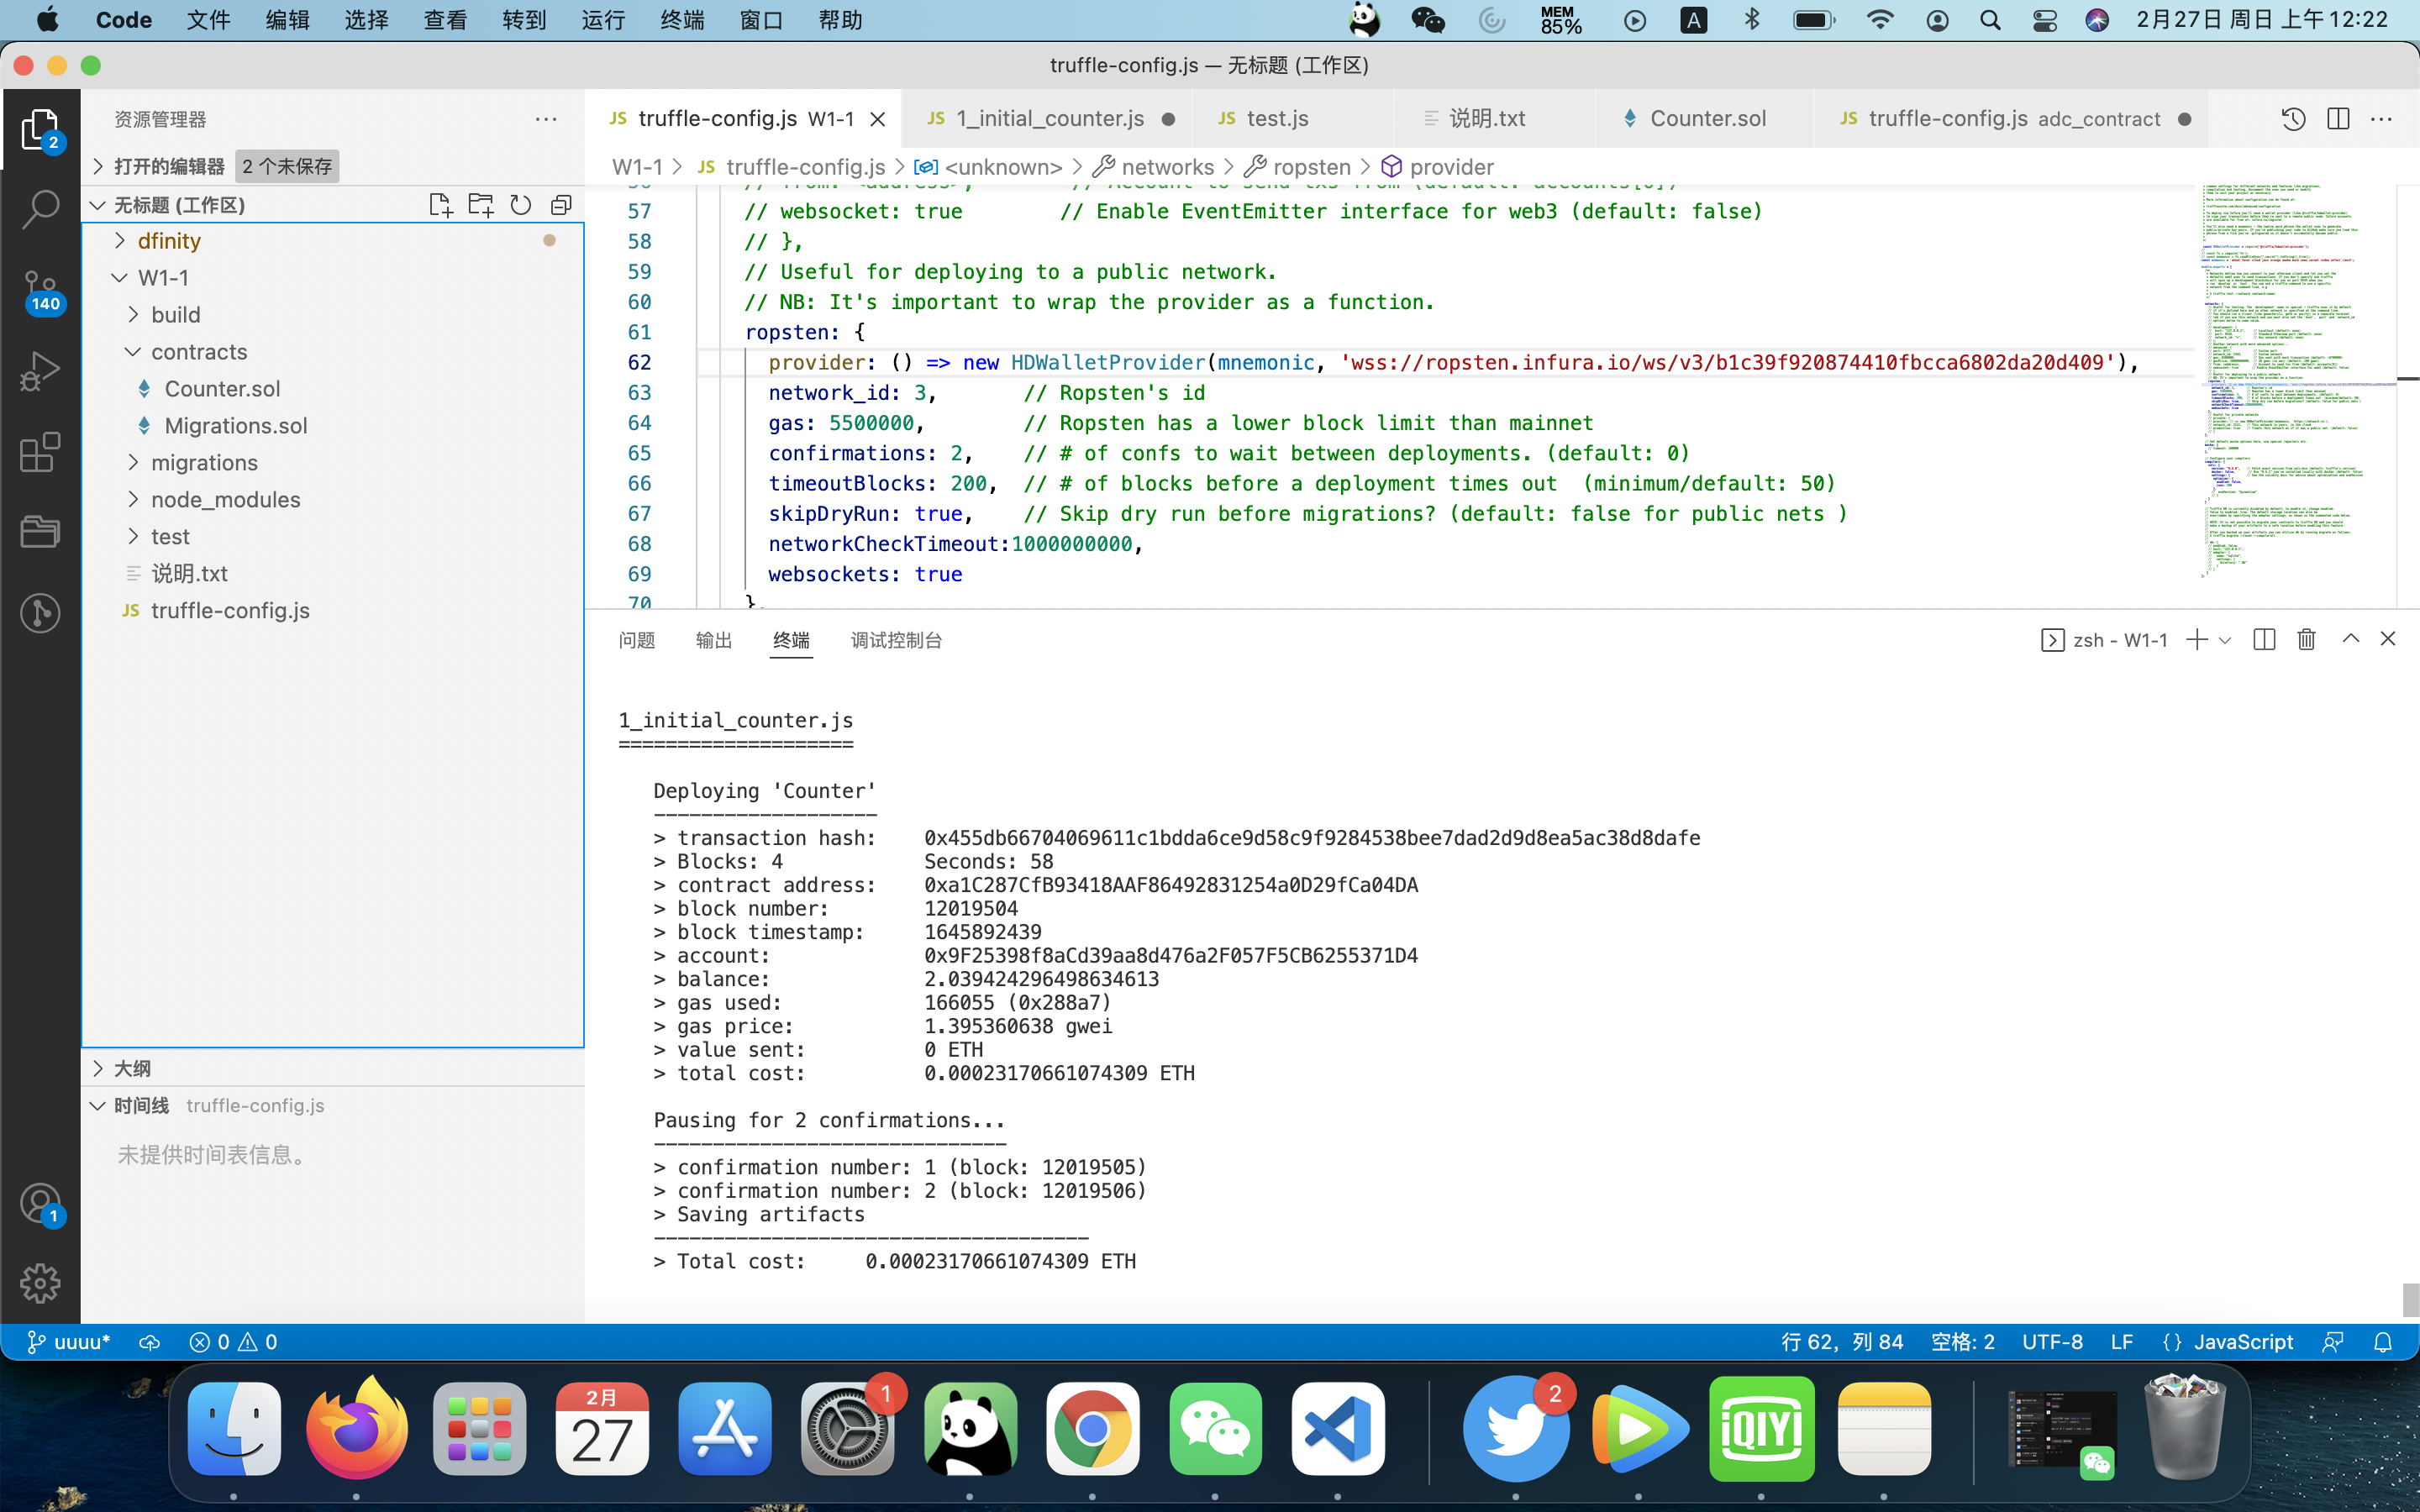 Code 文件 编辑 选择 查看 转到 运行 终端 窗口 帮助 MEM 85% A 2月27日 周日 上午12:22
truffle-config.js — 无标题 (工作区)
资源管理器
打开的编辑器 2 个未保存
无标题 (工作区)
dfinity
W1-1
build
contracts
Counter.sol
Migrations.sol
migrations
node_modules
test
说明.txt
JS truffle-config.js
大纲
时间线 truffle-config.js
未提供时间表信息。
2
140
1
JS truffle-config.js W1-1 JS 1_initial_counter.js JS test.js 说明.txt Counter.sol JS truffle-config.js adc_contract
W1-1 > JS truffle-config.js > <unknown> > networks > ropsten > provider
57 // websocket: true // Enable EventEmitter interface for web3 (default: false)
58 // },
59 // Useful for deploying to a public network.
60 // NB: It's important to wrap the provider as a function.
61 ropsten: {
62 provider: () => new HDWalletProvider(mnemonic, 'wss://ropsten.infura.io/ws/v3/b1c39f920874410fbcca6802da20d409'),
63 network_id: 3, // Ropsten's id
64 gas: 5500000, // Ropsten has a lower block limit than mainnet
65 confirmations: 2, // # of confs to wait between deployments. (default: 0)
66 timeoutBlocks: 200, // # of blocks before a deployment times out (minimum/default: 50)
67 skipDryRun: true, // Skip dry run before migrations? (default: false for public nets )
68 networkCheckTimeout:1000000000,
69 websockets: true
70 },
问题 输出 终端 调试控制台 zsh - W1-1
1_initial_counter.js
====================
Deploying 'Counter'
-------------------
> transaction hash: 0x455db66704069611c1bdda6ce9d58c9f9284538bee7dad2d9d8ea5ac38d8dafe
> Blocks: 4 Seconds: 58
> contract address: 0xa1C287CfB93418AAF86492831254a0D29fCa04DA
> block number: 12019504
> block timestamp: 1645892439
> account: 0x9F25398f8aCd39aa8d476a2F057F5CB6255371D4
> balance: 2.039424296498634613
> gas used: 166055 (0x288a7)
> gas price: 1.395360638 gwei
> value sent: 0 ETH
> total cost: 0.00023170661074309 ETH
Pausing for 2 confirmations...
------------------------------
> confirmation number: 1 (block: 12019505)
> confirmation number: 2 (block: 12019506)
> Saving artifacts
-------------------------------------
> Total cost: 0.00023170661074309 ETH
uuuu* 0 0 行 62，列 84 空格: 2 UTF-8 LF {} JavaScript
2月
27
1
2
iQIYI